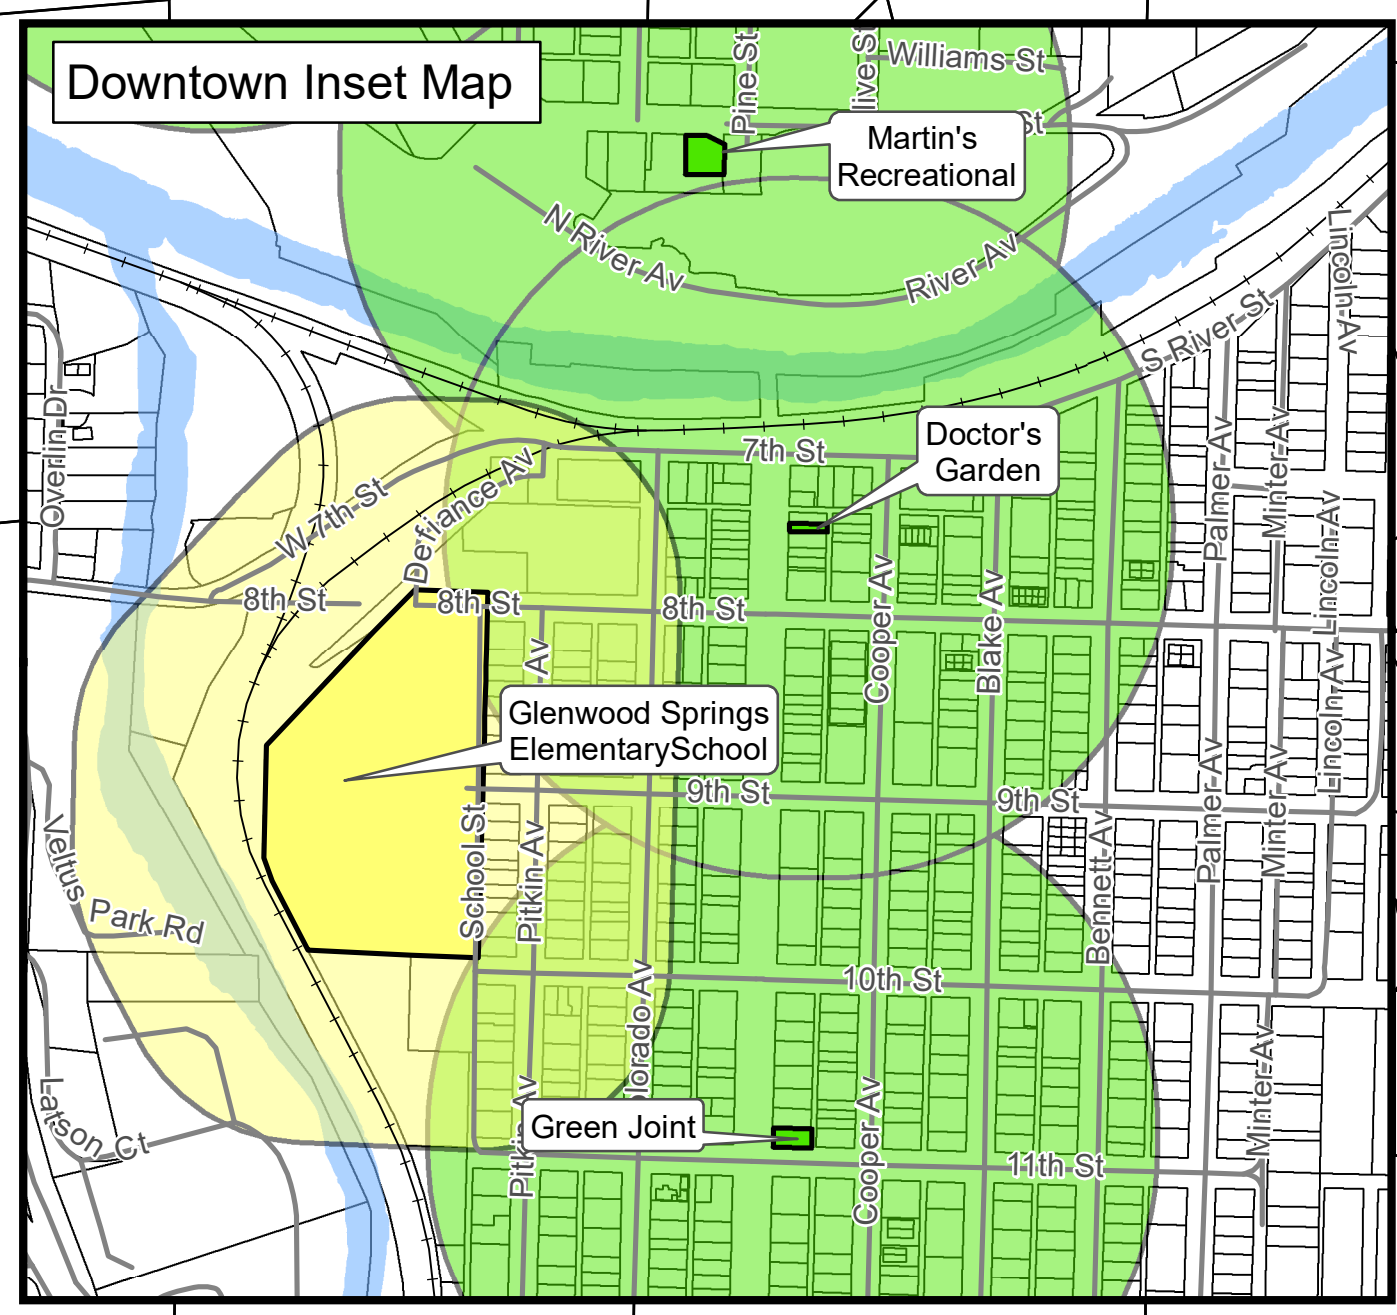 Downtown Inset Map
Pine St
live St
Williams St
St
Martin's
Recreational
N River Av
River Av
Lincoln Av
S River St
Overlin Dr
7th St
Doctor's
Garden
Palmer Av
Minter Av
W 7th St
Defiance Av
Lincoln Av
8th St
8th St
8th St
Cooper Av
Blake Av
Av
Glenwood Springs
ElementarySchool
Lincoln Av
9th St
9th St
School St
Pitkin Av
Palmer Av
Minter Av
Bennett Av
Veltus Park Rd
10th St
lorado Av
Latson Ct
Minter Av
Pitkin Av
Green Joint
Cooper Av
11th St